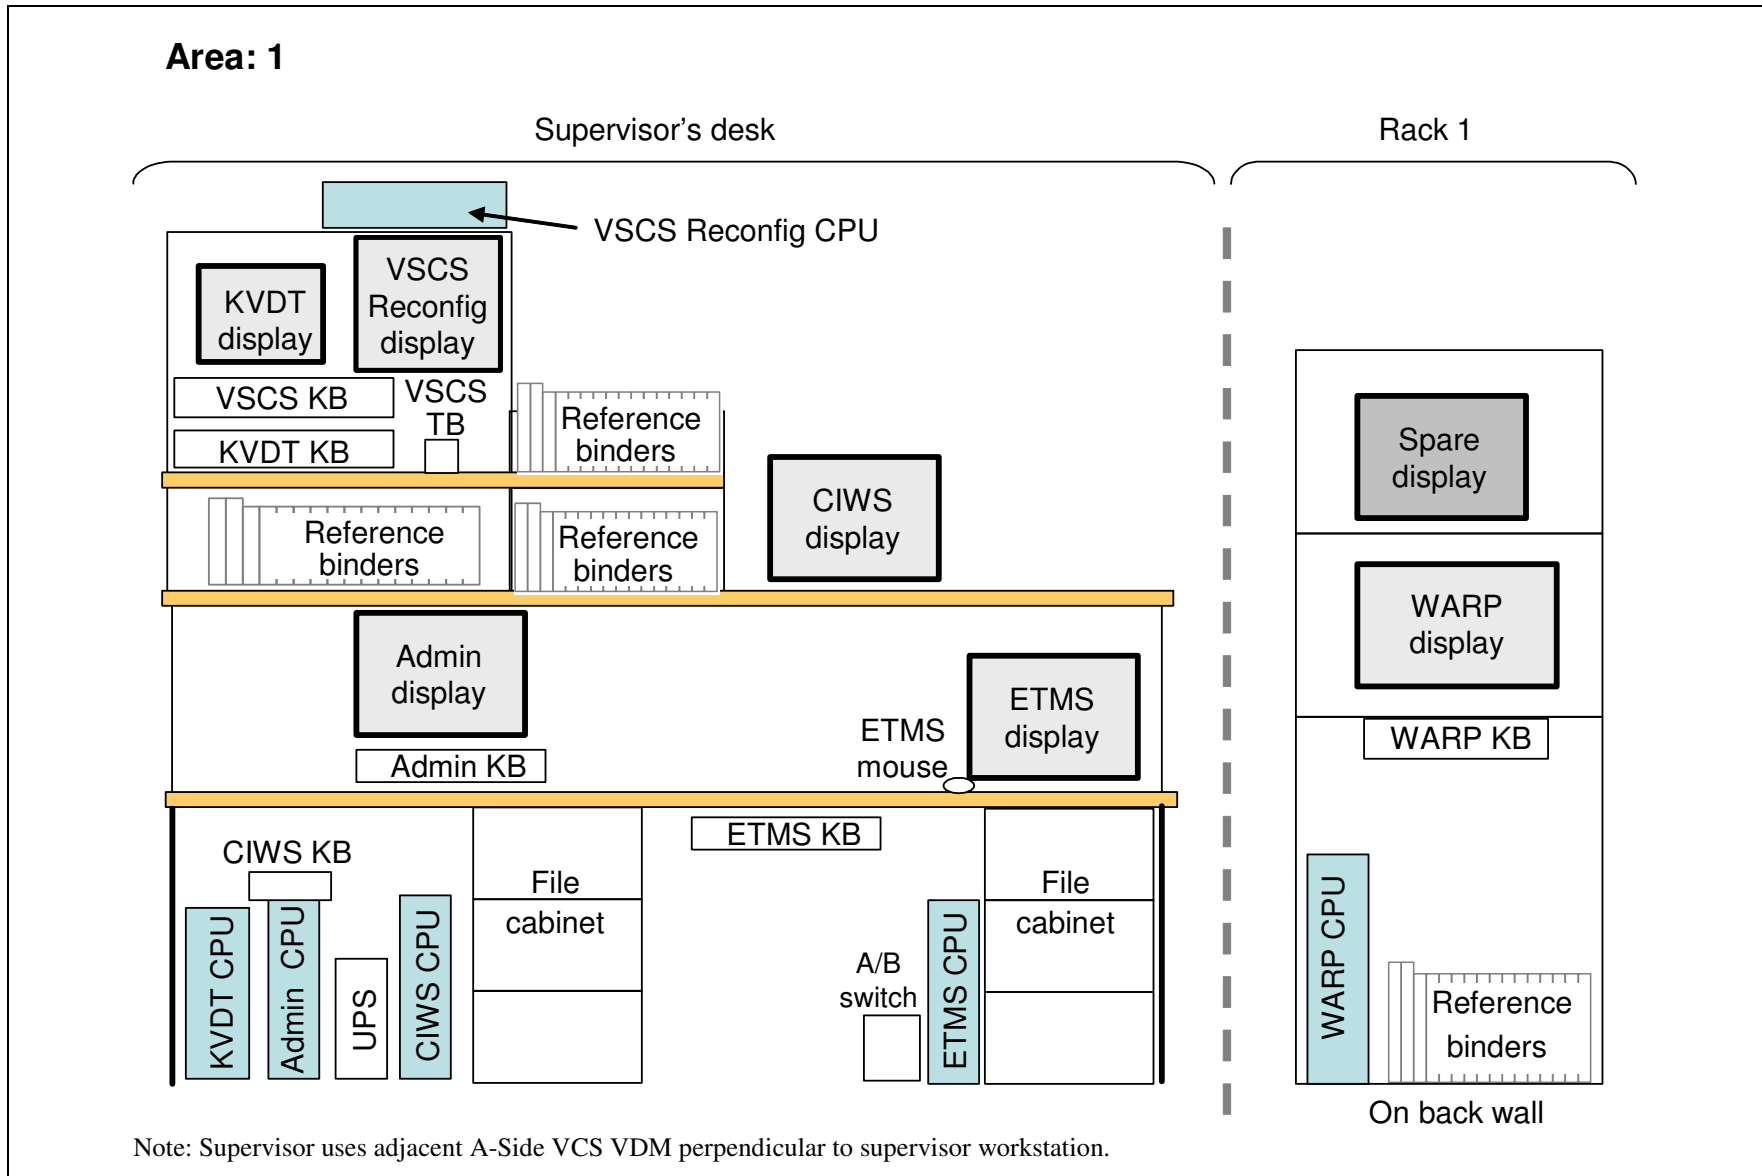 Area: 1
Supervisor's desk
Rack 1
VSCS Reconfig CPU
KVDT
display
VSCS
Reconfig
display
VSCS KB
KVDT KB
VSCS
TB
Reference
binders
Reference
binders
Reference
binders
CIWS
display
Spare
display
WARP
display
WARP KB
Admin
display
Admin KB
ETMS
mouse
ETMS
display
CIWS KB
ETMS KB
KVDT CPU
Admin CPU
UPS
CIWS CPU
File
cabinet
A/B
switch
ETMS CPU
File
cabinet
WARP CPU
Reference
binders
On back wall
Note: Supervisor uses adjacent A-Side VCS VDM perpendicular to supervisor workstation.